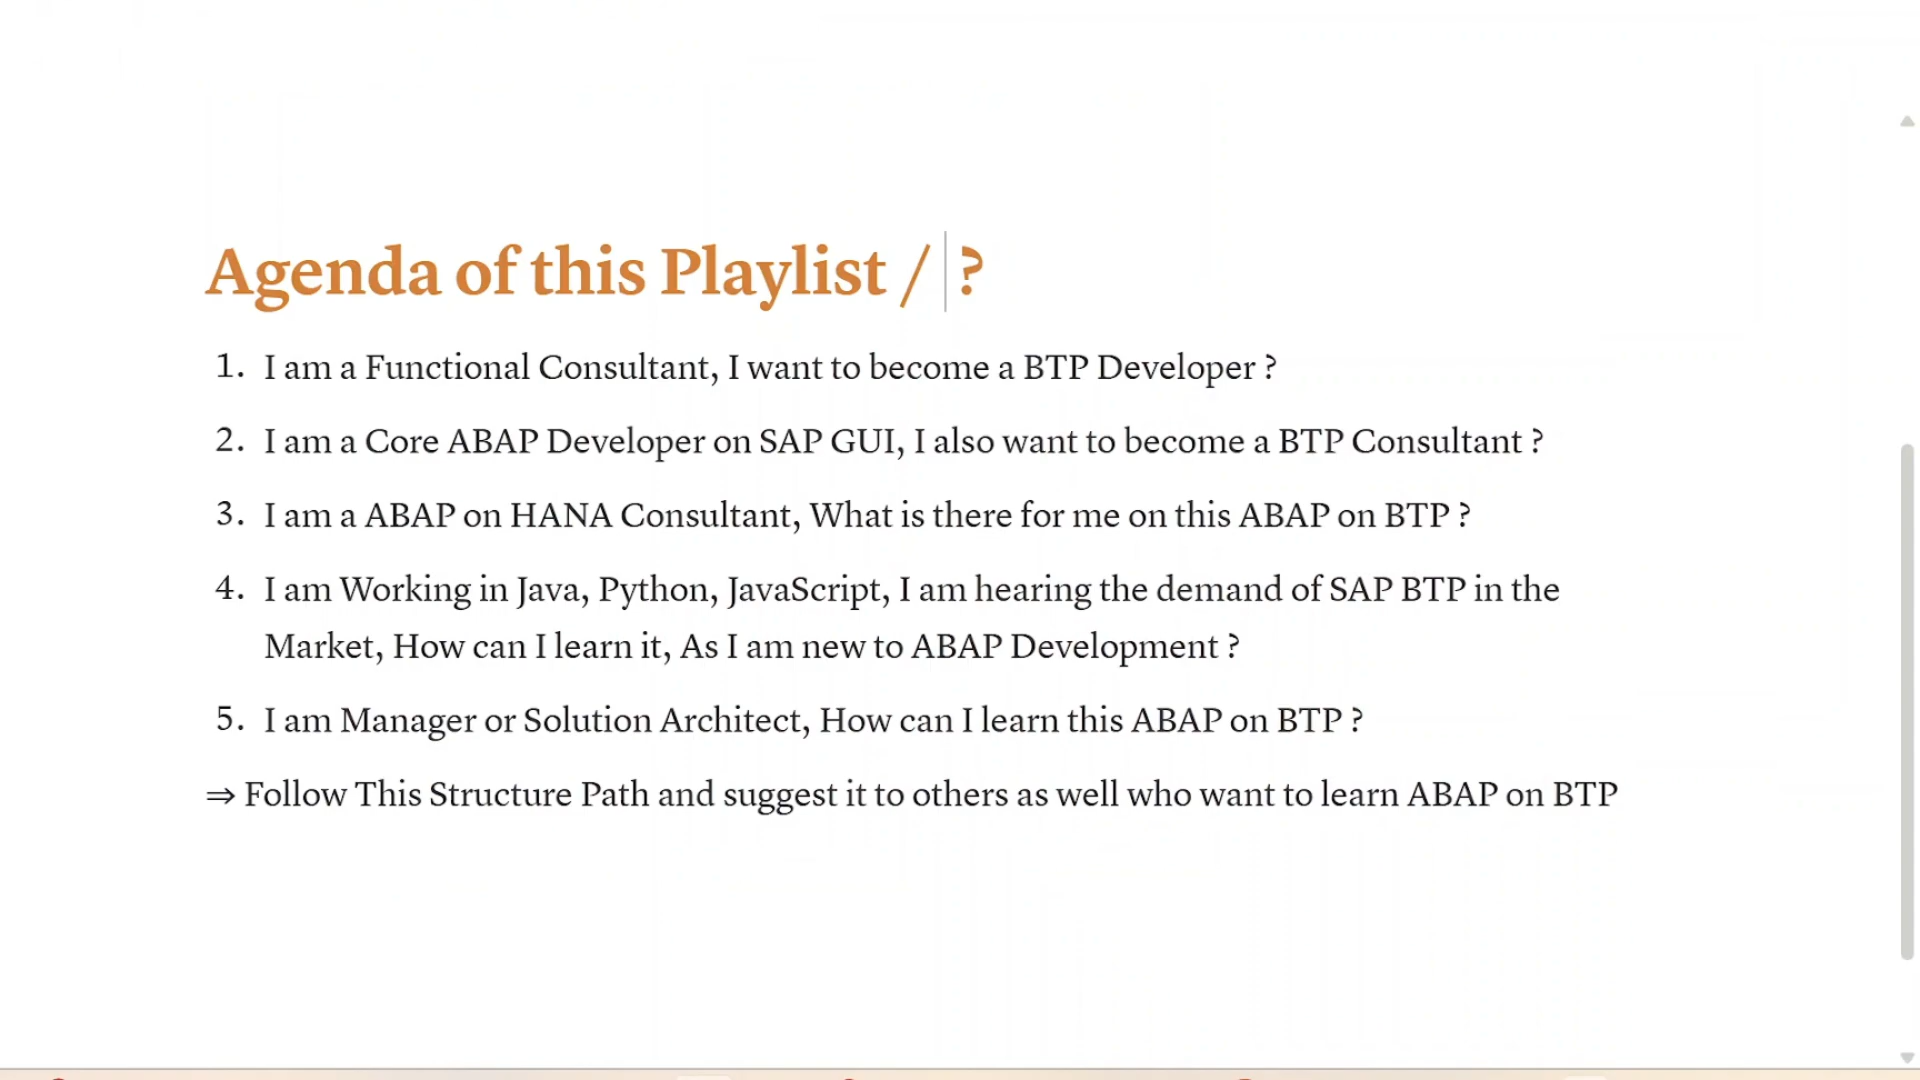 Agenda of this Playlist / ?
1. I am a Functional Consultant, I want to become a BTP Developer ?
2. I am a Core ABAP Developer on SAP GUI, I also want to become a BTP Consultant ?
3. I am a ABAP on HANA Consultant, What is there for me on this ABAP on BTP ?
4. I am Working in Java, Python, JavaScript, I am hearing the demand of SAP BTP in the
Market, How can I learn it, As I am new to ABAP Development ?
5. I am Manager or Solution Architect, How can I learn this ABAP on BTP ?
⇒ Follow This Structure Path and suggest it to others as well who want to learn ABAP on BTP